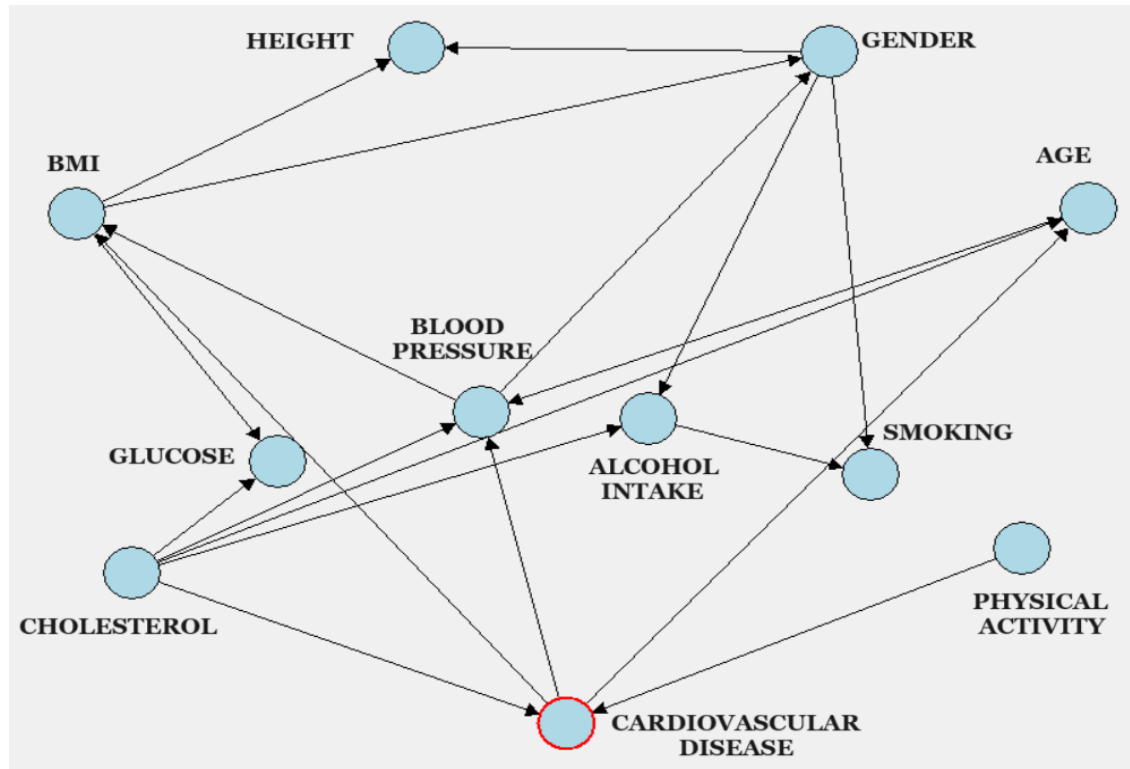 HEIGHT
GENDER
BMI
AGE
BLOOD
PRESSURE
GLUCOSE
ALCOHOL
INTAKE
SMOKING
CHOLESTEROL
PHYSICAL
ACTIVITY
CARDIOVASCULAR
DISEASE